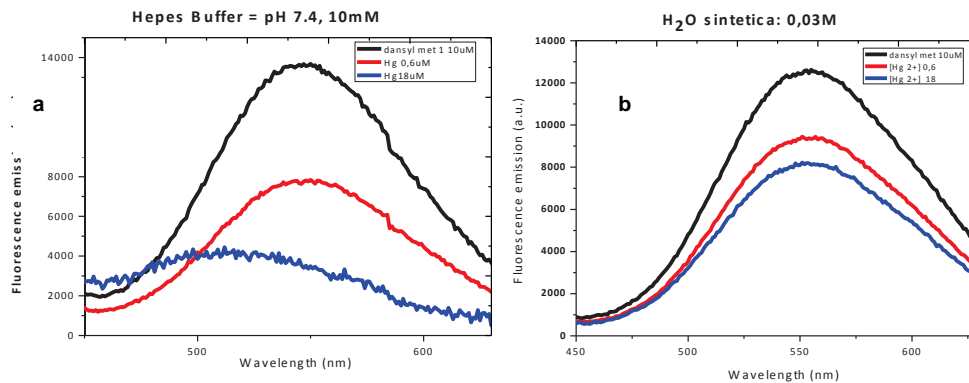 Hepes Buffer = pH 7.4, 10mM
a
Fluorescence emiss
14000
8000
6000
4000
2000
0
dansyl met 1 10uM
Hg 0,6uM
Hg18uM
500
600
Wavelength (nm)
H₂O sintetica: 0,03M
b
Fluorescence emission (a.u.)
14000
12000
10000
8000
6000
4000
2000
0
dansyl met 10uM
[Hg 2+] 0,6
[Hg 2+] 18
450
500
550
600
Wavelength (nm)